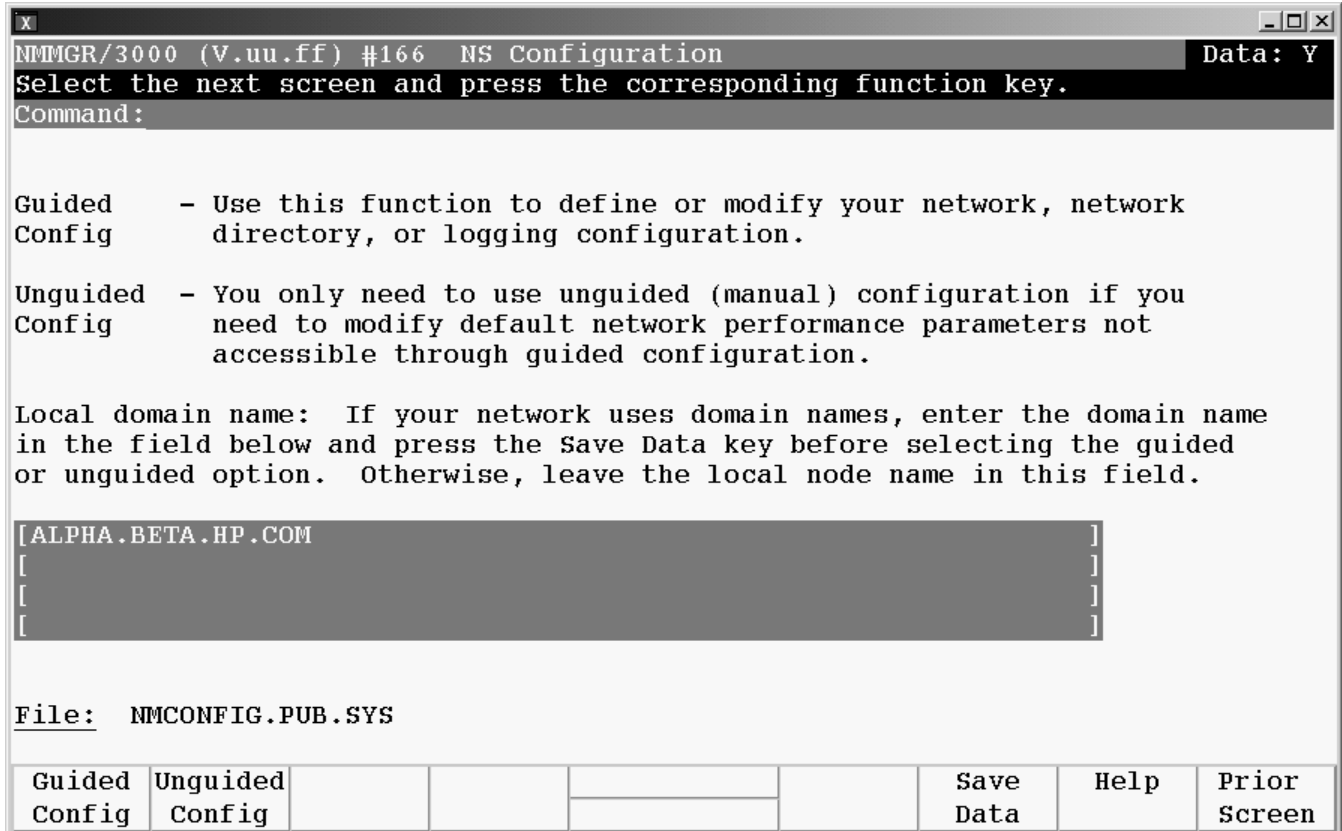 X
NMMGR/3000 (V.uu.ff) #166  NS Configuration  Data: Y
Select the next screen and press the corresponding function key.
Command:
Guided    - Use this function to define or modify your network, network
Config      directory, or logging configuration.
Unguided  - You only need to use unguided (manual) configuration if you
Config      need to modify default network performance parameters not
            accessible through guided configuration.
Local domain name:  If your network uses domain names, enter the domain name
in the field below and press the Save Data key before selecting the guided
or unguided option.  Otherwise, leave the local node name in this field.
[ALPHA.BETA.HP.COM                                                ]
[                                                                 ]
[                                                                 ]
[                                                                 ]
File:  NMCONFIG.PUB.SYS
Guided Unguided Save Help Prior
Config Config Data Screen